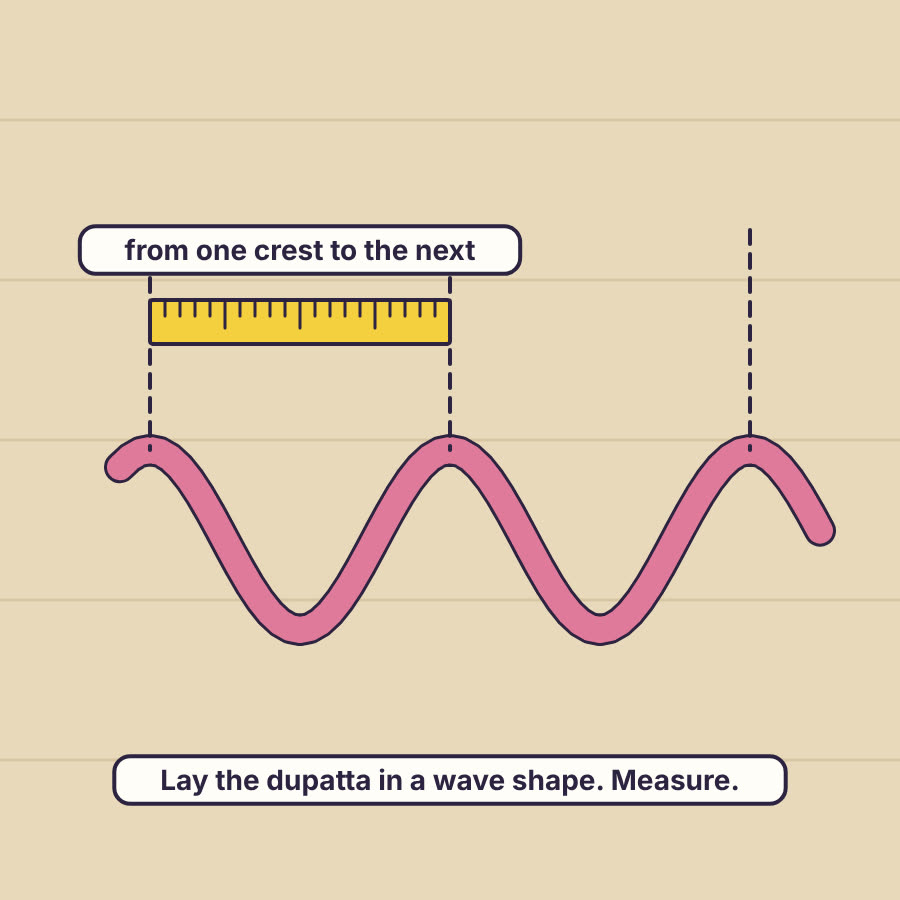 from one crest to the next
Lay the dupatta in a wave shape. Measure.